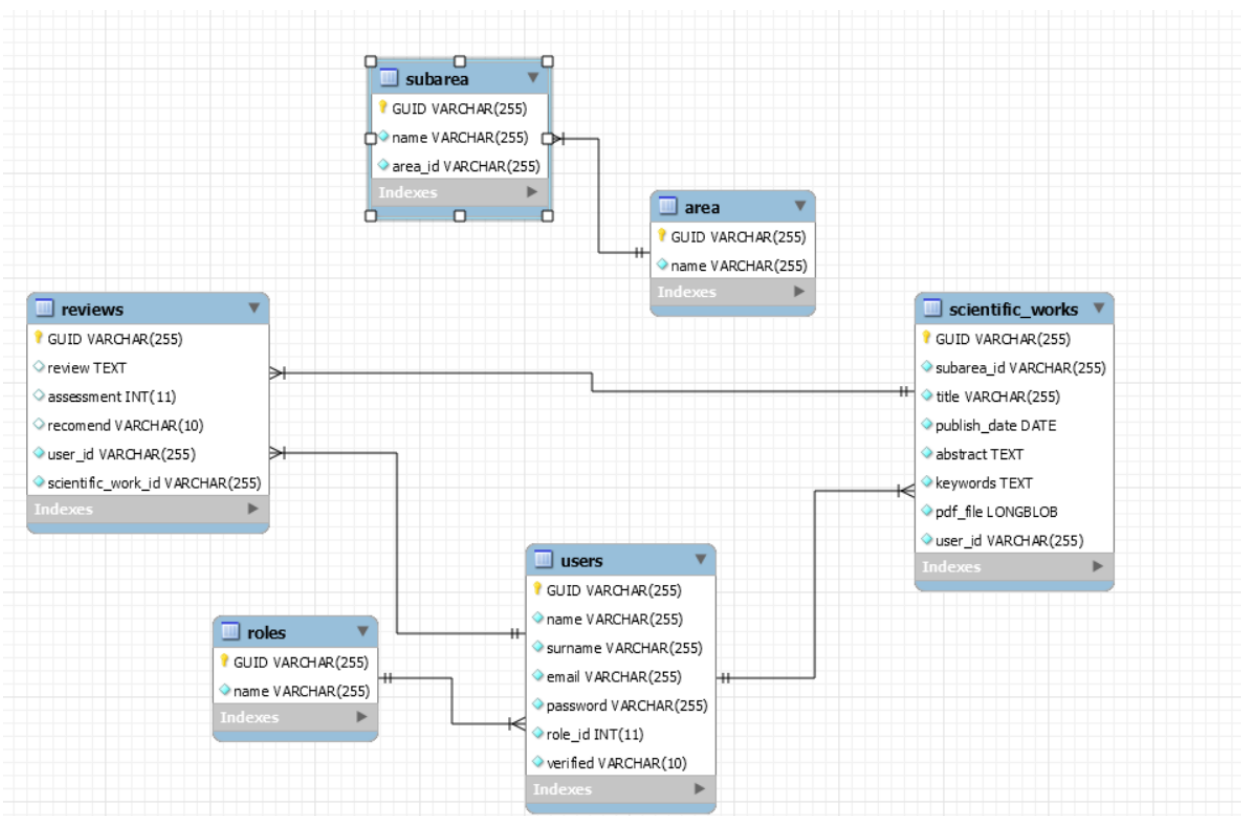 subarea
GUID VARCHAR(255)
name VARCHAR(255)
area_id VARCHAR(255)
Indexes
area
GUID VARCHAR(255)
name VARCHAR(255)
Indexes
reviews
GUID VARCHAR(255)
review TEXT
assessment INT(11)
recomend VARCHAR(10)
user_id VARCHAR(255)
scientific_work_id VARCHAR(255)
Indexes
scientific_works
GUID VARCHAR(255)
subarea_id VARCHAR(255)
title VARCHAR(255)
publish_date DATE
abstract TEXT
keywords TEXT
pdf_file LONGBLOB
user_id VARCHAR(255)
Indexes
users
GUID VARCHAR(255)
name VARCHAR(255)
surname VARCHAR(255)
email VARCHAR(255)
password VARCHAR(255)
role_id INT(11)
verified VARCHAR(10)
Indexes
roles
GUID VARCHAR(255)
name VARCHAR(255)
Indexes